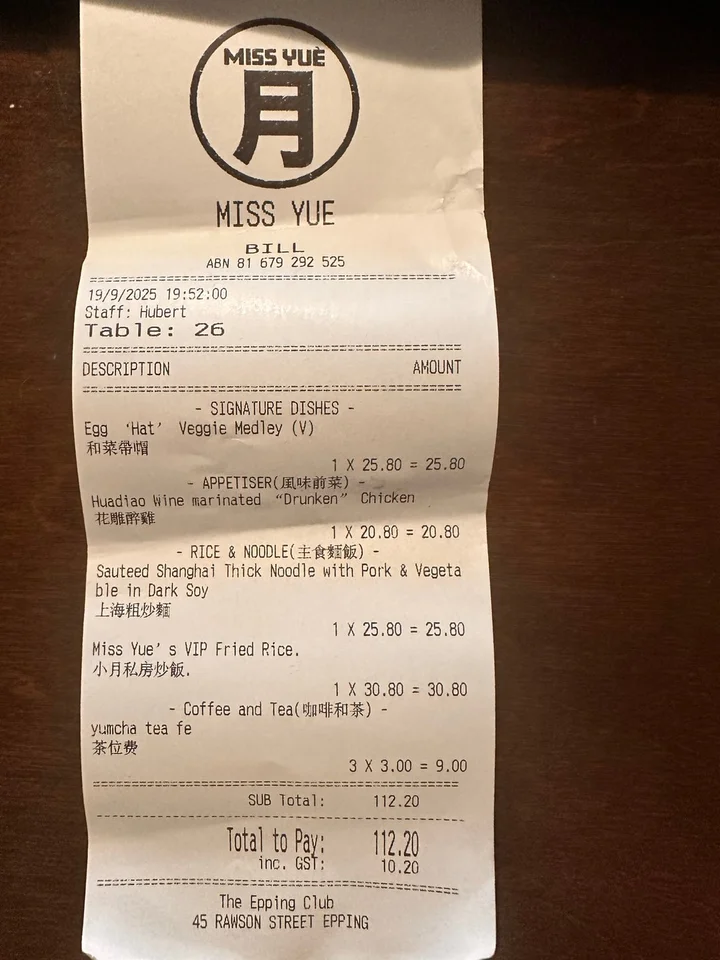 MISS YUÈ
月
MISS YUE
BILL
ABN 81 679 292 525
19/9/2025 19:52:00
Staff: Hubert
Table: 26
DESCRIPTION AMOUNT
- SIGNATURE DISHES -
Egg ‘Hat’ Veggie Medley (V)
和菜帶帽
1 X 25.80 = 25.80
- APPETISER(風味前菜) -
Huadiao Wine marinated “Drunken” Chicken
花雕醉雞
1 X 20.80 = 20.80
- RICE & NOODLE(主食麵飯) -
Sauteed Shanghai Thick Noodle with Pork & Vegeta
ble in Dark Soy
上海粗炒麵
1 X 25.80 = 25.80
Miss Yue’s VIP Fried Rice.
小月私房炒飯.
1 X 30.80 = 30.80
- Coffee and Tea(咖啡和茶) -
yumcha tea fe
茶位费
3 X 3.00 = 9.00
SUB Total: 112.20
Total to Pay: 112.20
inc. GST: 10.20
The Epping Club
45 RAWSON STREET EPPING